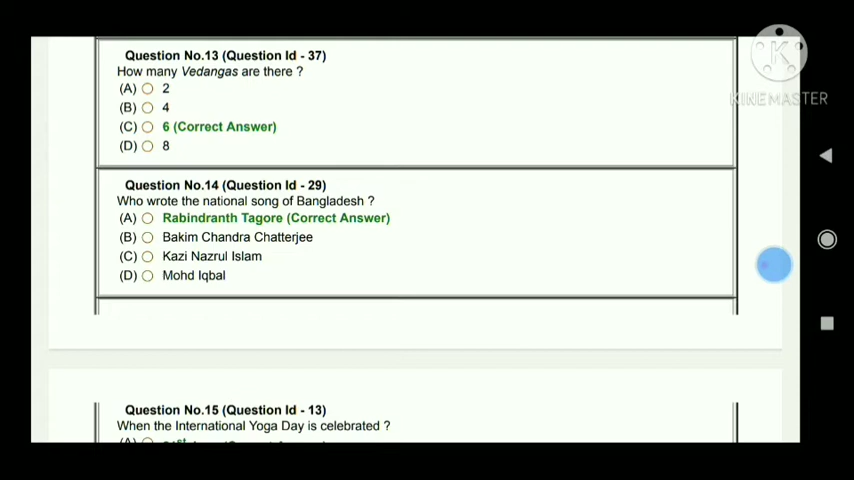 Question No.13 (Question Id - 37)
How many Vedangas are there ?
(A) 2
(B) 4
(C) 6 (Correct Answer)
(D) 8
Question No.14 (Question Id - 29)
Who wrote the national song of Bangladesh ?
(A) Rabindranth Tagore (Correct Answer)
(B) Bakim Chandra Chatterjee
(C) Kazi Nazrul Islam
(D) Mohd Iqbal
Question No.15 (Question Id - 13)
When the International Yoga Day is celebrated ?
K
KINEMASTER